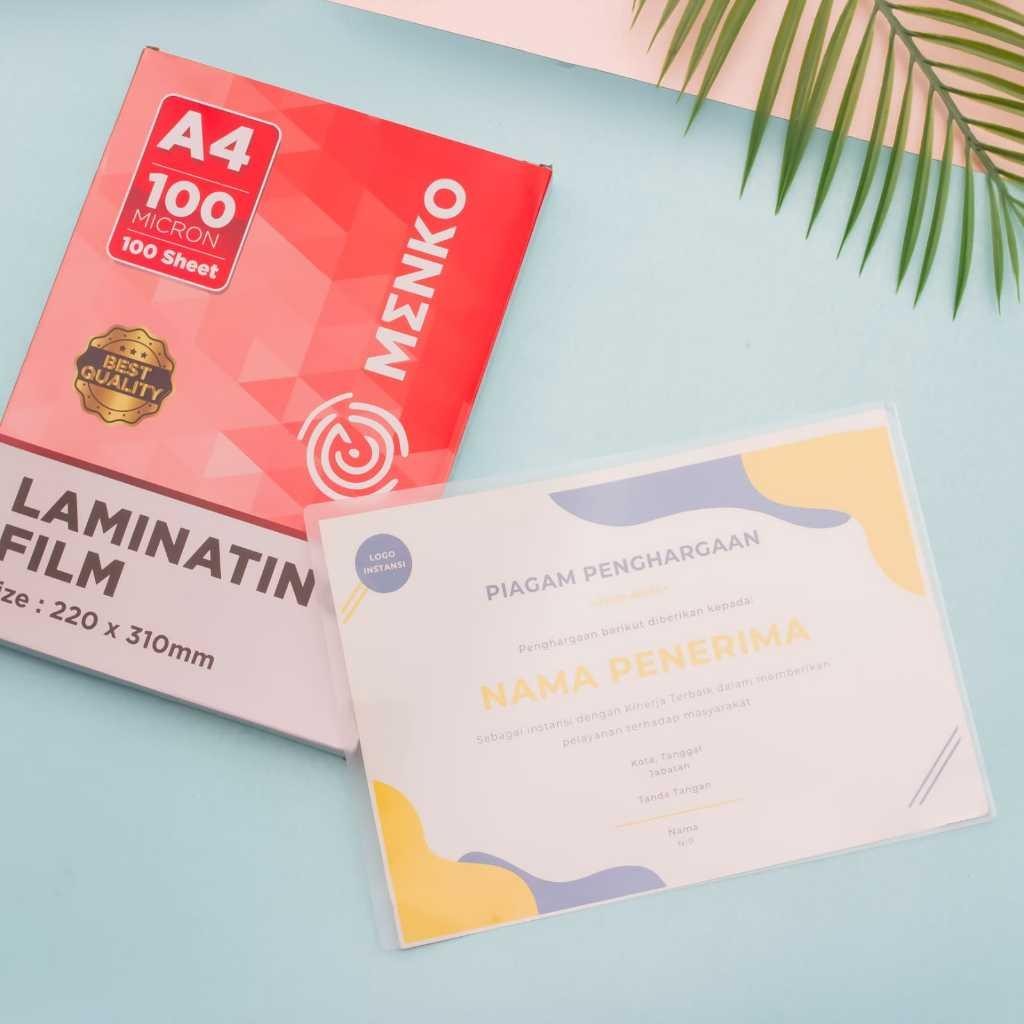 A4
100
MICRON
100 Sheet
MΣNKO
BEST
QUALITY
LAMINATIN
FILM
ize : 220 x 310mm
LOGO
INSTANSI
PIAGAM PENGHARGAAN
Penghargaan berikut diberikan kepada:
NAMA PENERIMA
Sebagai instansi dengan Kinerja Terbaik dalam memberikan
pelayanan terhadap masyarakat
Kota, Tanggal
Jabatan
Tanda Tangan
Nama
NIP